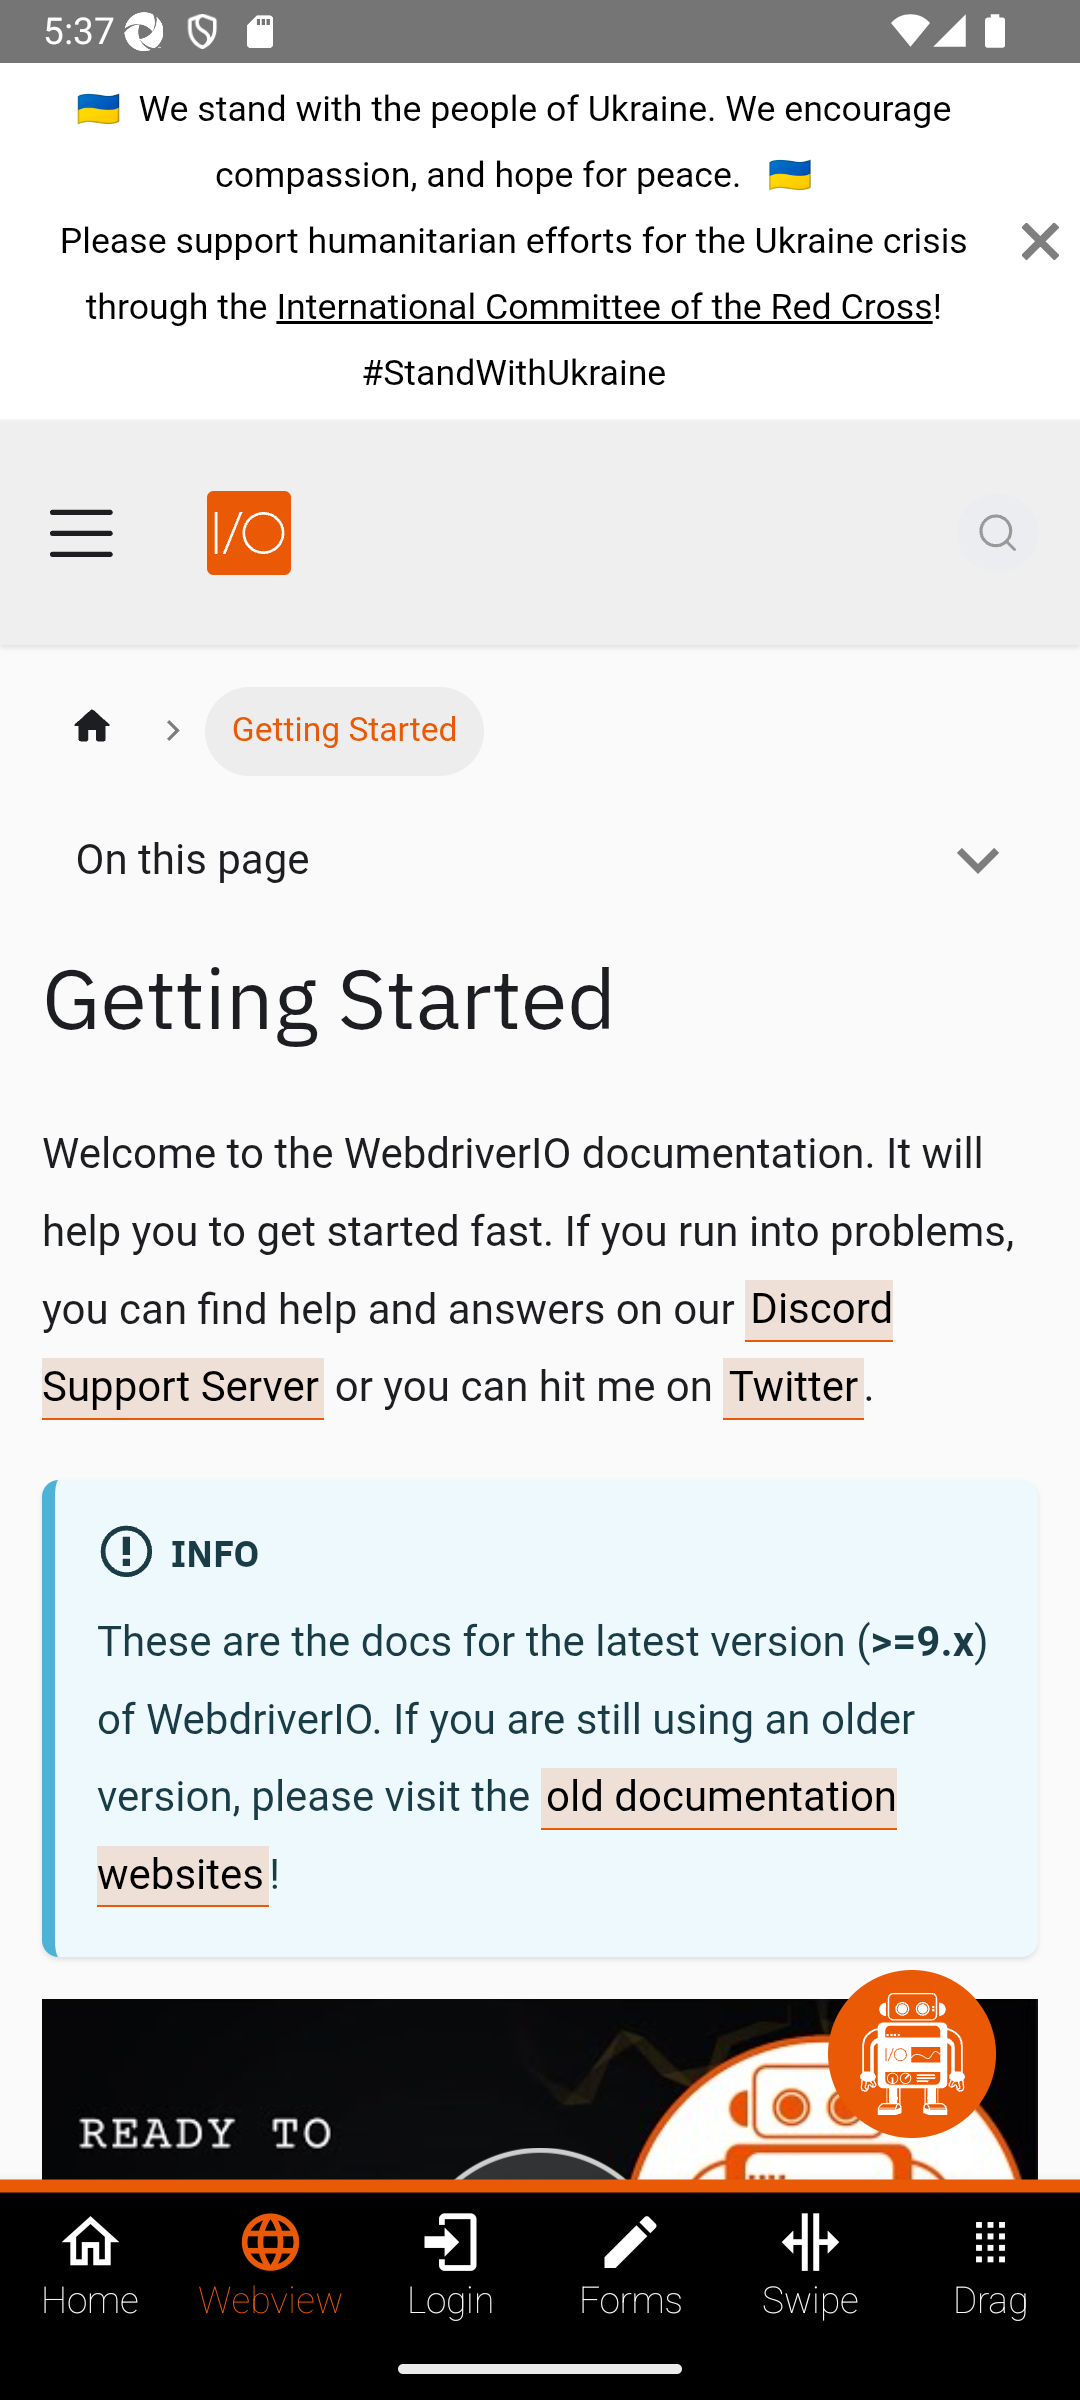 5:37
🇺🇦 We stand with the people of Ukraine. We encourage
compassion, and hope for peace. 🇺🇦
Please support humanitarian efforts for the Ukraine crisis
through the International Committee of the Red Cross!
#StandWithUkraine
I/O
Getting Started
On this page
Getting Started
Welcome to the WebdriverIO documentation. It will
help you to get started fast. If you run into problems,
you can find help and answers on our Discord
Support Server or you can hit me on Twitter.
INFO
These are the docs for the latest version (>=9.x)
of WebdriverIO. If you are still using an older
version, please visit the old documentation
websites!
I/O
READY TO
Home Webview Login Forms Swipe Drag